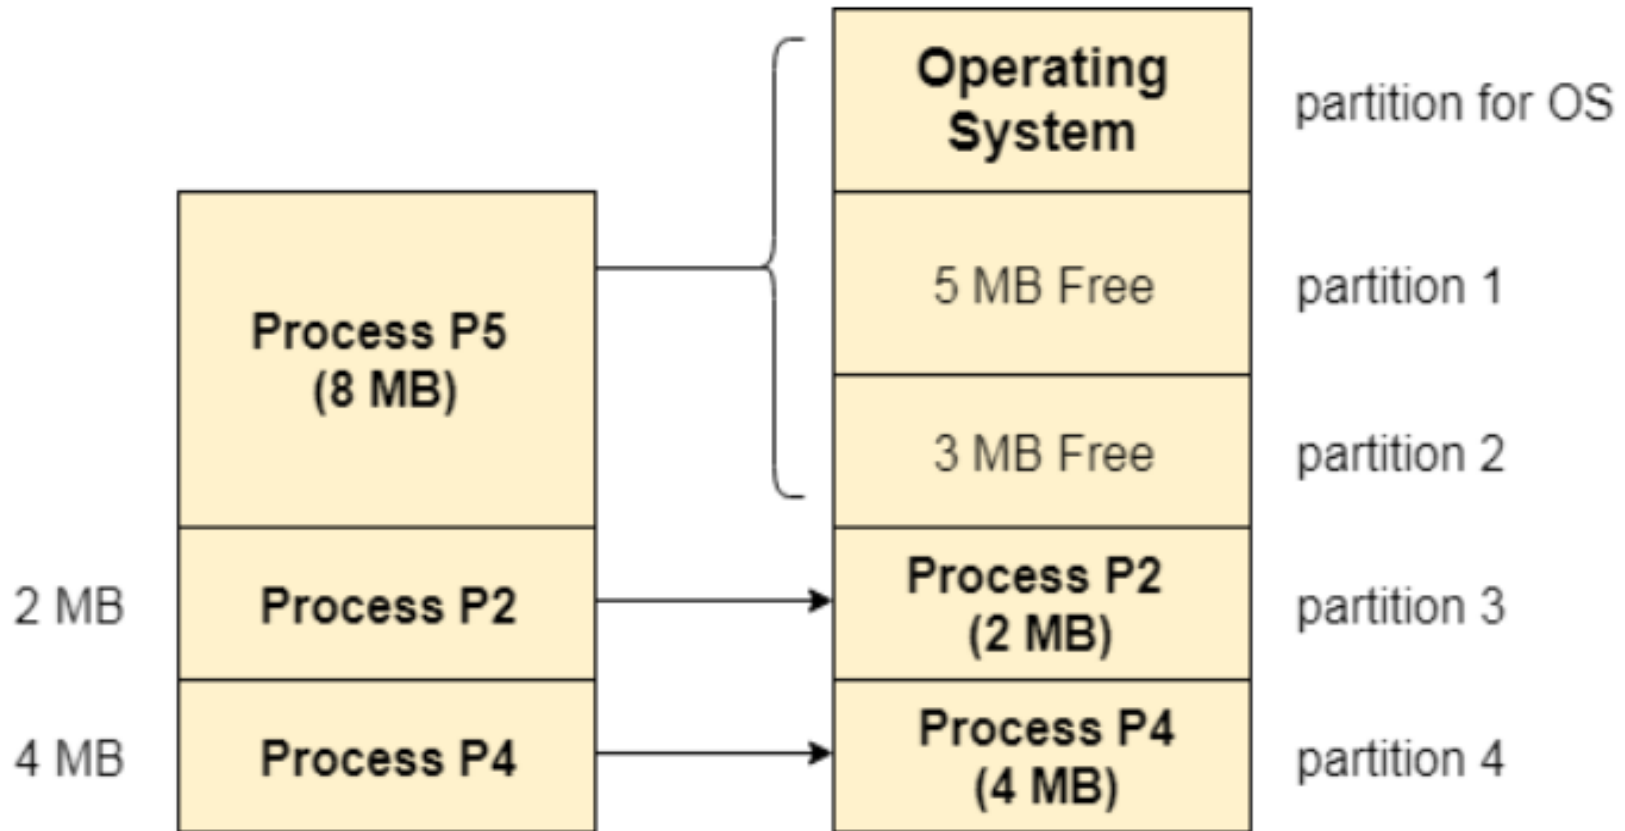 Operating
System
partition for OS
5 MB Free
partition 1
Process P5
(8 MB)
3 MB Free
partition 2
2 MB
Process P2
Process P2
(2 MB)
partition 3
4 MB
Process P4
Process P4
(4 MB)
partition 4